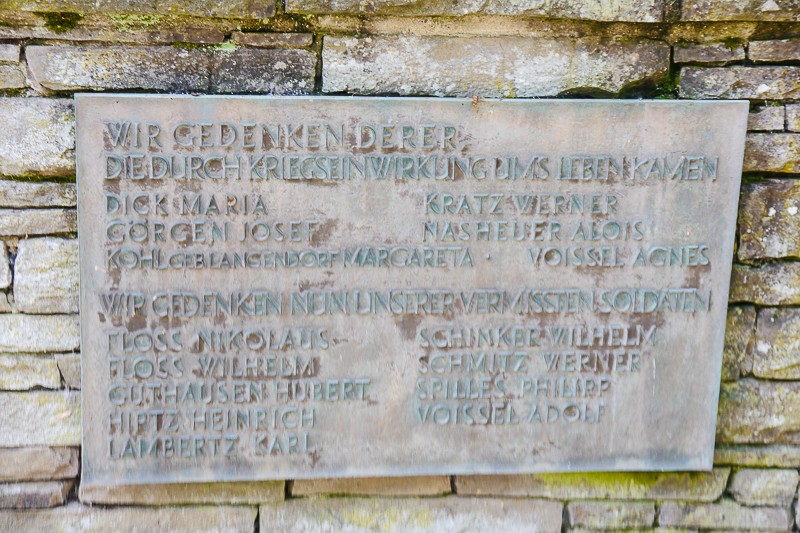 WIR GEDENKEN DERER,
DIE DURCH KRIEGSEINWIRKUNG UMS LEBEN KAMEN
DICK MARIA KRATZ WERNER
GÖRGEN JOSEF NASHEUER ALOIS
KOHL GEB. LANGENDORF MARGARETA VOISSEL AGNES
WIR GEDENKEN NUN UNSERER VERMISSTEN SOLDATEN
FLOSS NIKOLAUS SCHINKER WILHELM
FLOSS WILHELM SCHMITZ WERNER
GUTHAUSEN HUBERT SPILLES PHILIPP
HIRTZ HEINRICH VOISSEL ADOLF
LAMBERTZ KARL